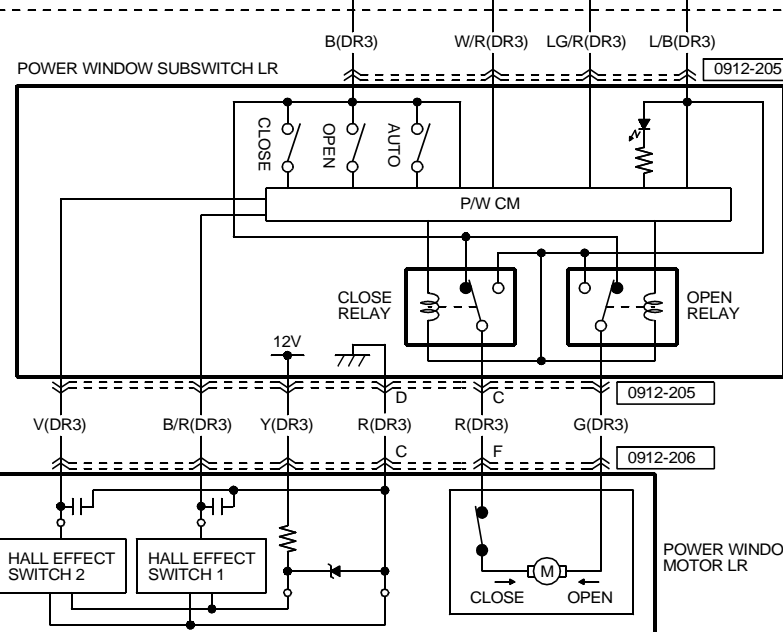 B(DR3) W/R(DR3) LG/R(DR3) L/B(DR3)
POWER WINDOW SUBSWITCH LR
0912-205
CLOSE
OPEN
AUTO
P/W CM
CLOSE
RELAY
OPEN
RELAY
12V
D C
0912-205
V(DR3) B/R(DR3) Y(DR3) R(DR3) R(DR3) G(DR3)
C F
0912-206
HALL EFFECT
SWITCH 2
HALL EFFECT
SWITCH 1
M
CLOSE OPEN
POWER WINDO
MOTOR LR